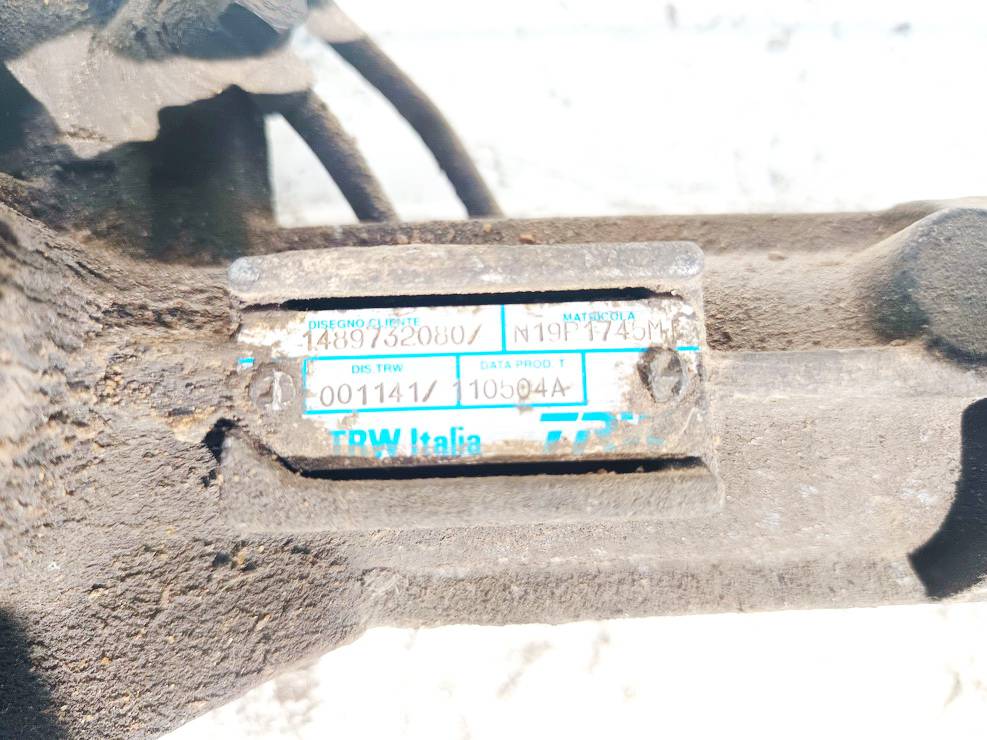 DISEGNO CLIENTE MATRICOLA
1489732080/ N19P1745M
DIS.TRW DATA PROD. T
001141/ 110504A
TRW Italia